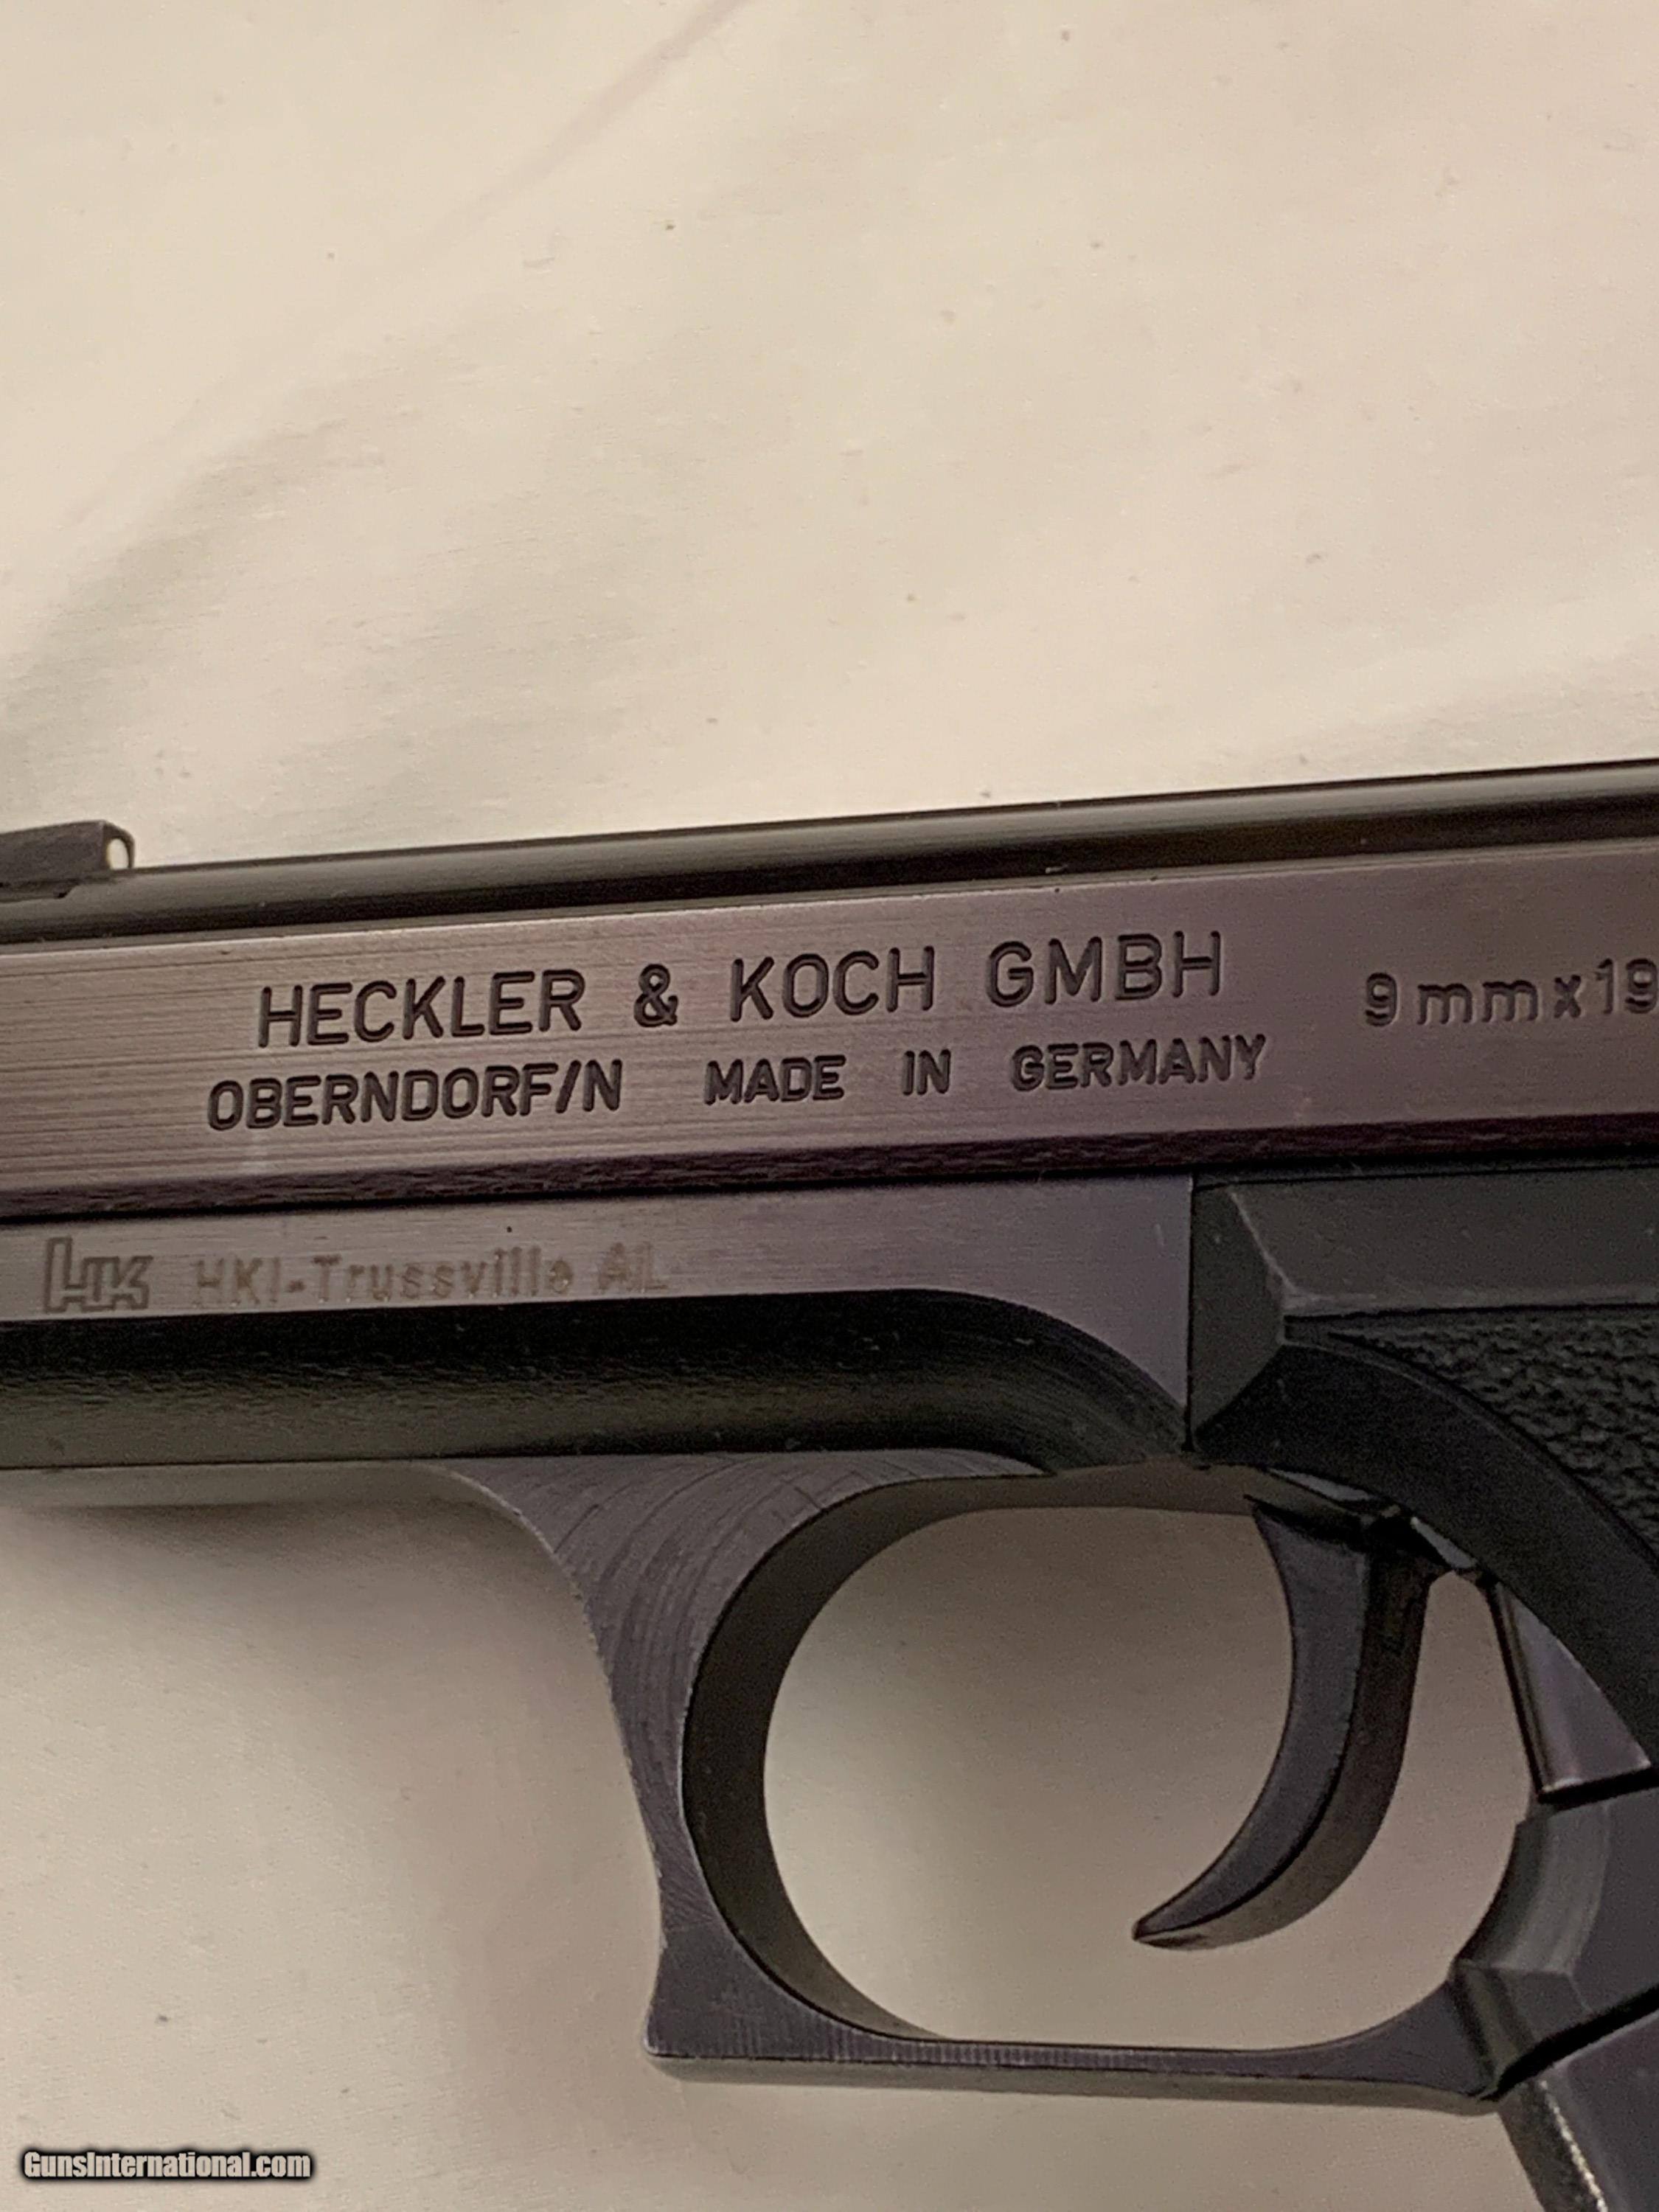 HECKLER & KOCH GMBH 9mmx19
OBERNDORF/N MADE IN GERMANY
HK HKI-Trussville AL
GunsInternational.com